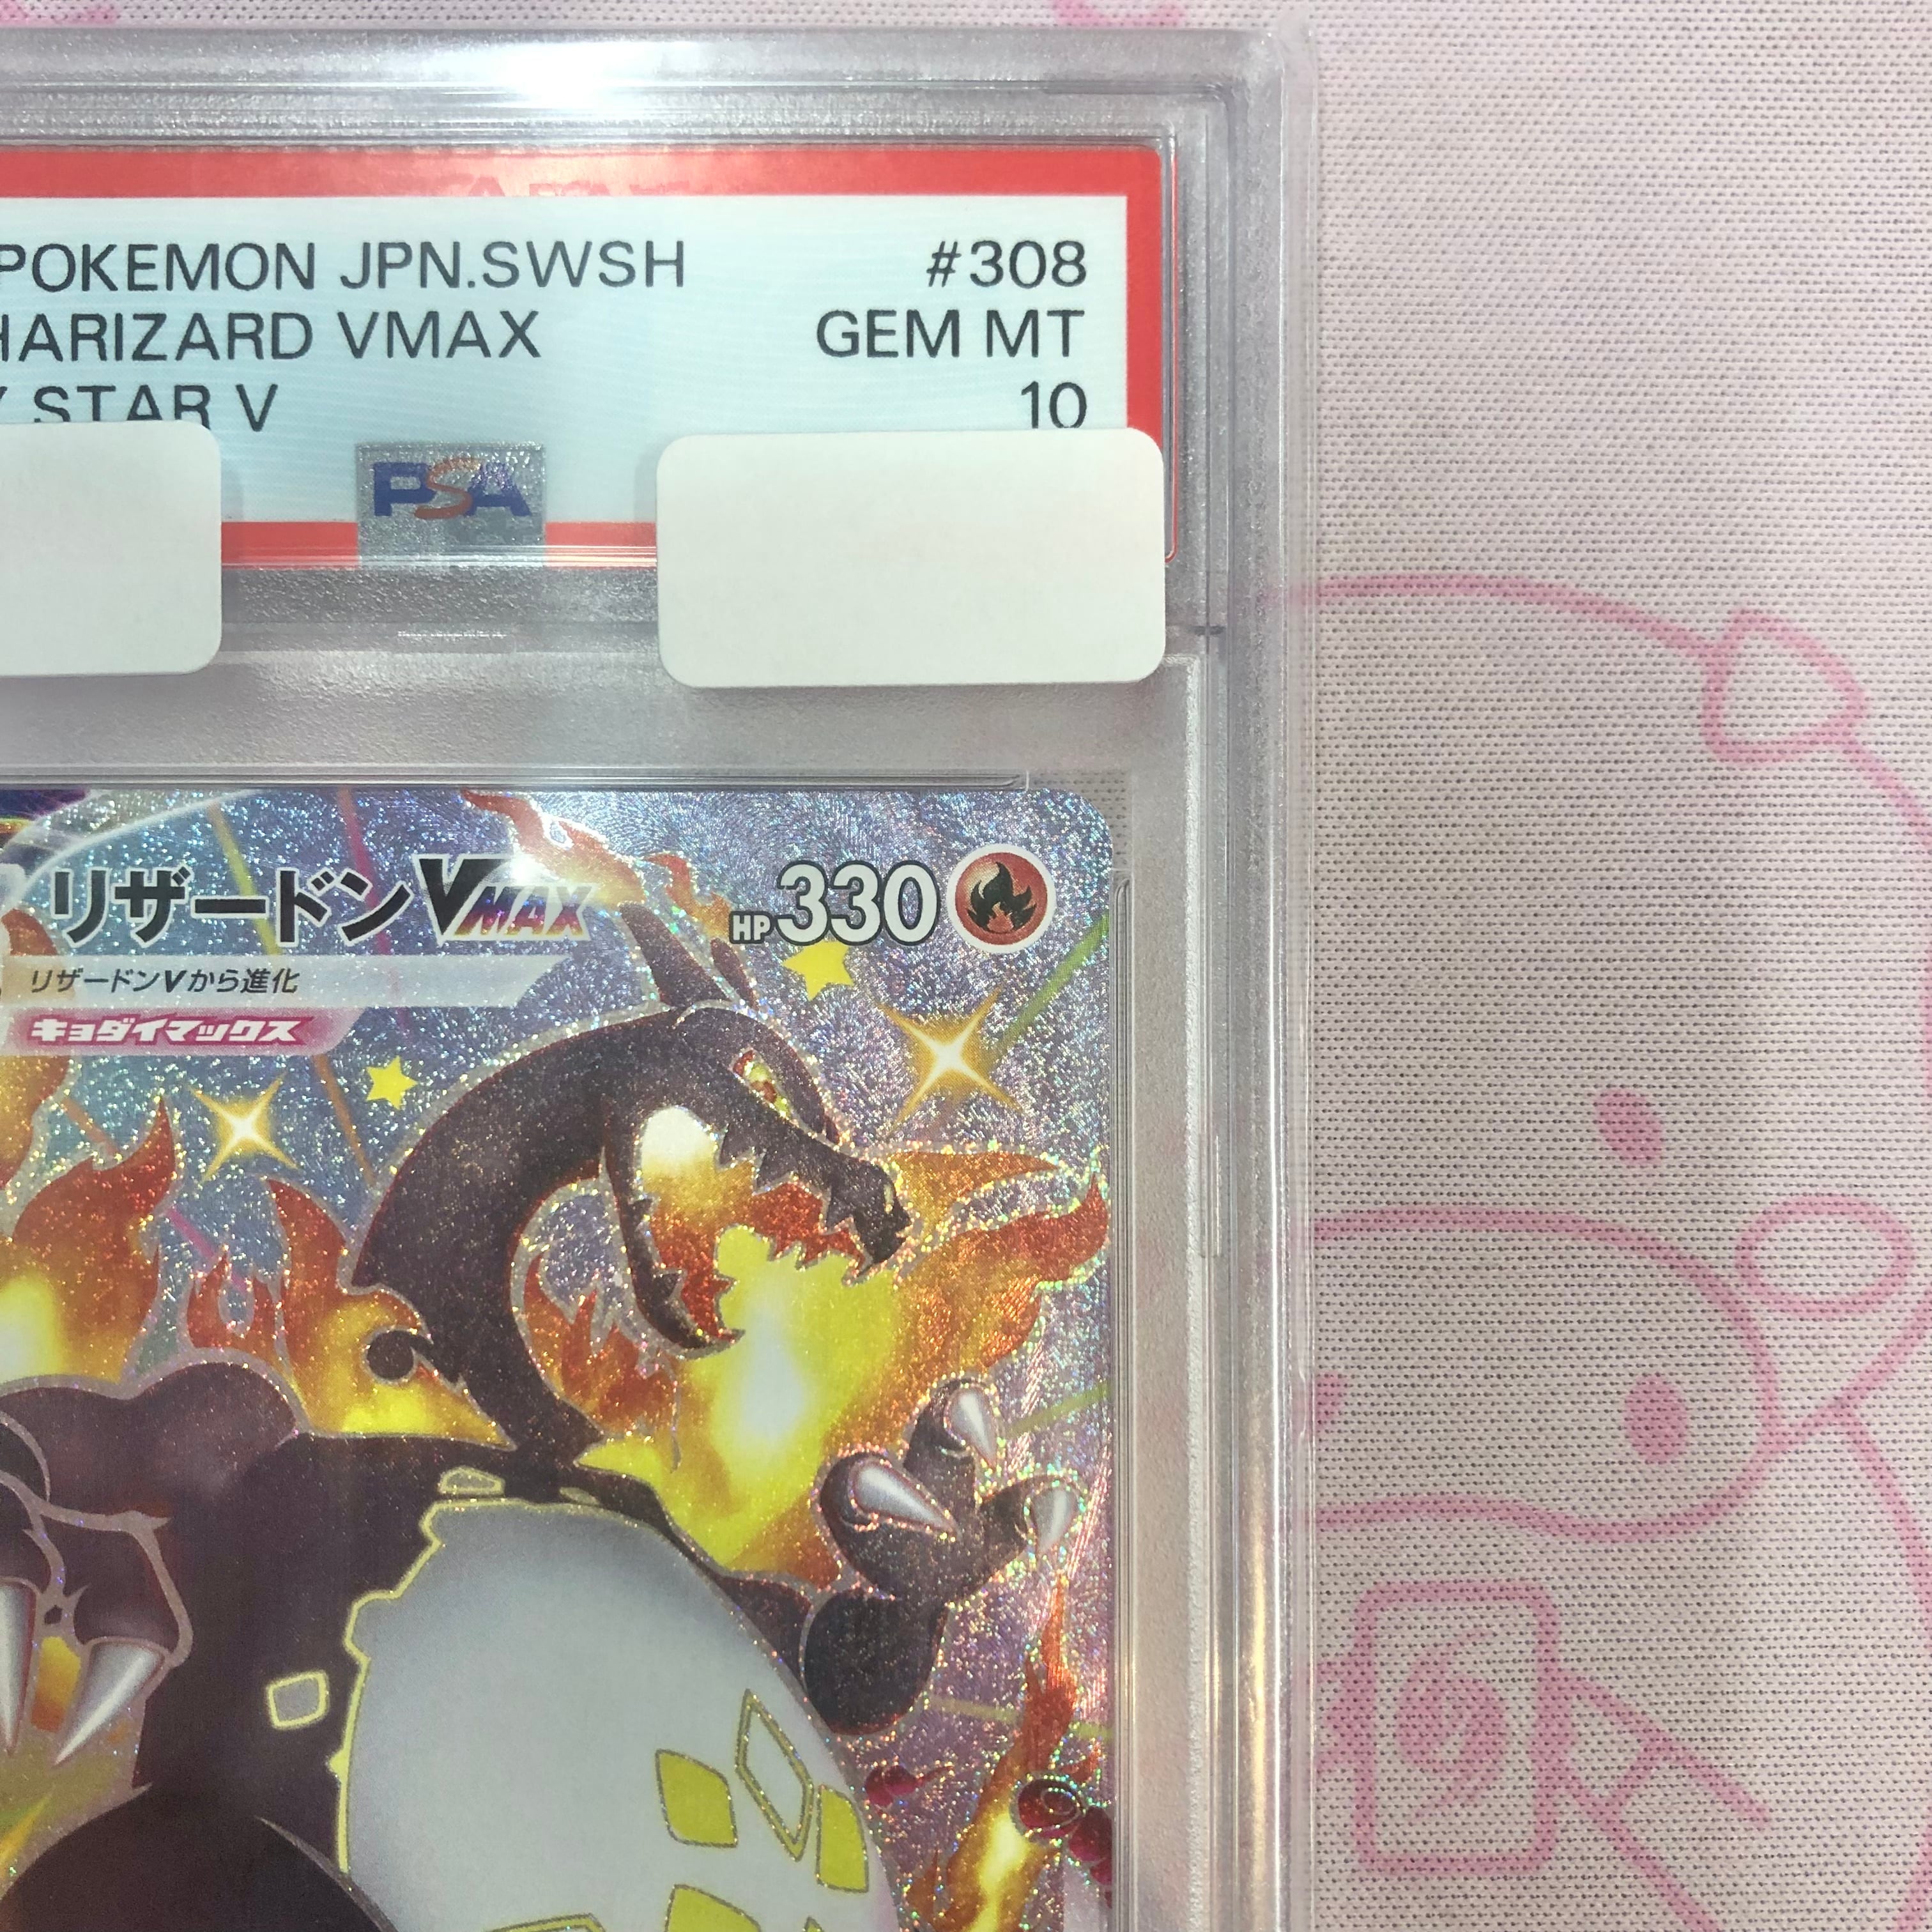 POKEMON JPN.SWSH #308
HARIZARD VMAX GEM MT
Y STAR V 10
PSA
リザードンVMAX HP330
リザードンVから進化
キョダイマックス